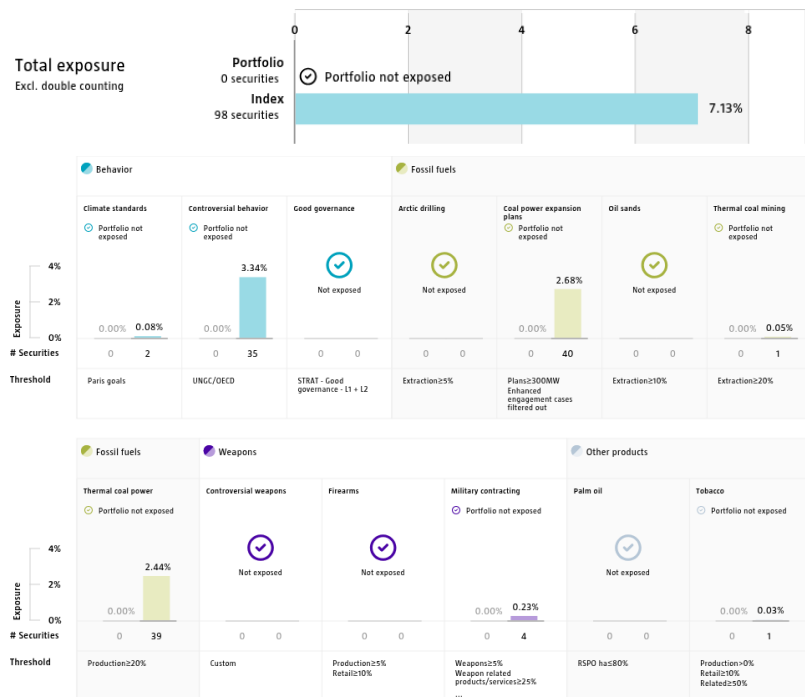 0 2 4 6 8
Total exposure
Excl. double counting
Portfolio
0 securities
Portfolio not exposed
Index
98 securities
7.13%
Behavior
Fossil fuels
Climate standards
Portfolio not
exposed
Controversial behavior
Portfolio not
exposed
Good governance
Not exposed
Arctic drilling
Not exposed
Coal power expansion
plans
Portfolio not
exposed
Oil sands
Not exposed
Thermal coal mining
Portfolio not
exposed
Exposure
4%
2%
0%
0.00% 0.08%
0.00% 3.34%
0.00% 2.68%
0.00% 0.05%
# Securities 0 2 0 35 0 0 0 0 0 40 0 0 0 1
Threshold
Paris goals
UNGC/OECD
STRAT - Good
governance - L1 + L2
Extraction≥5%
Plans≥300MW
Enhanced
engagement cases
filtered out
Extraction≥10%
Extraction≥20%
Fossil fuels
Weapons
Other products
Thermal coal power
Portfolio not exposed
Controversial weapons
Not exposed
Firearms
Not exposed
Military contracting
Portfolio not exposed
Palm oil
Not exposed
Tobacco
Portfolio not exposed
Exposure
4%
2%
0%
0.00% 2.44%
0.00% 0.23%
0.00% 0.03%
# Securities 0 39 0 0 0 0 0 4 0 0 0 1
Threshold
Production≥20%
Custom
Production≥5%
Retail≥10%
Weapons≥5%
Weapon related
products/services≥25%
RSPO ha≤80%
Production>0%
Retail≥10%
Related≥50%